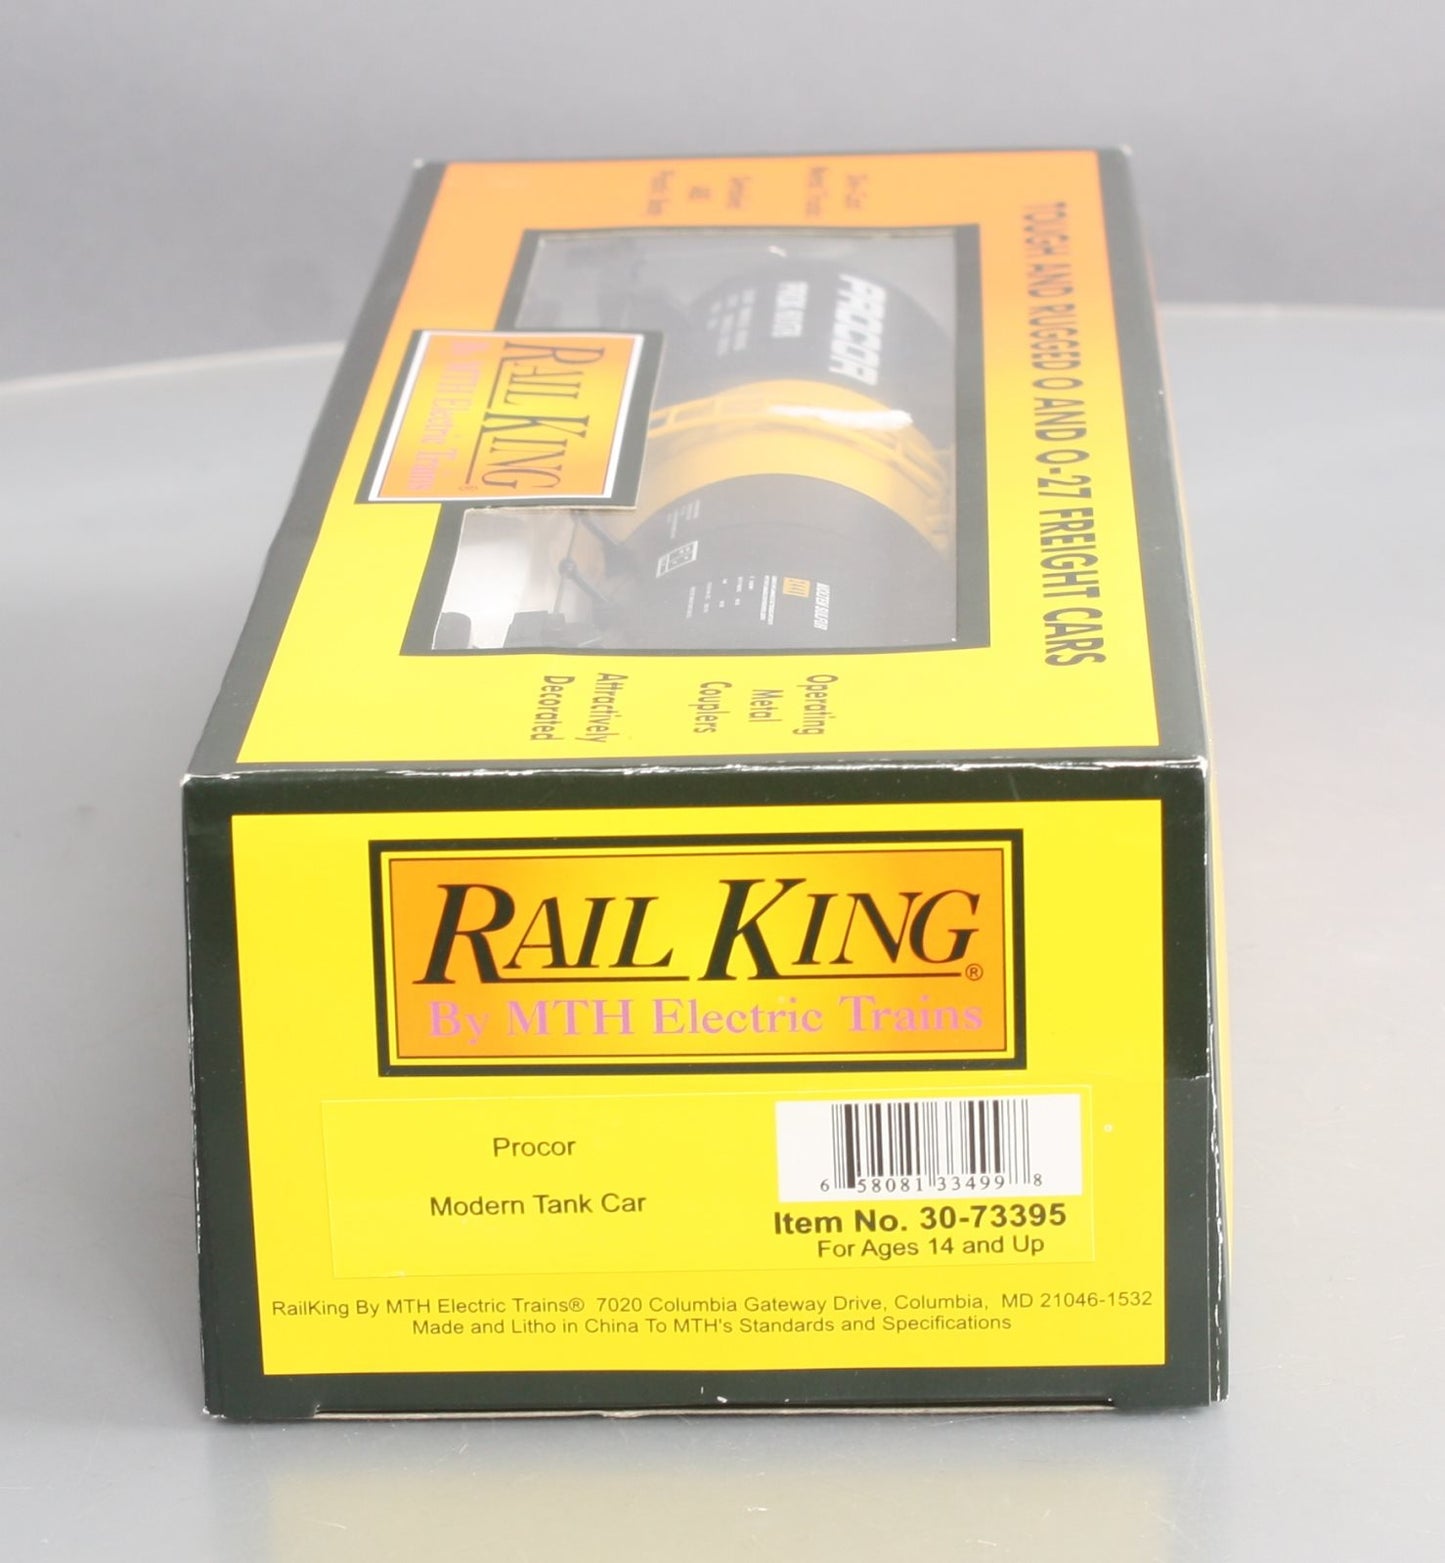 TOUGH AND RUGGED O AND O-27 FREIGHT CARS
PROCOR
RAIL KING
By MTH Electric Trains
MOLTEN SULFUR
Operating
Metal
Couplers
Attractively
Decorated
RAIL KING®
By MTH Electric Trains
Procor
Modern Tank Car
6 58081 33499 8
Item No. 30-73395
For Ages 14 and Up
RailKing By MTH Electric Trains® 7020 Columbia Gateway Drive, Columbia, MD 21046-1532
Made and Litho in China To MTH's Standards and Specifications